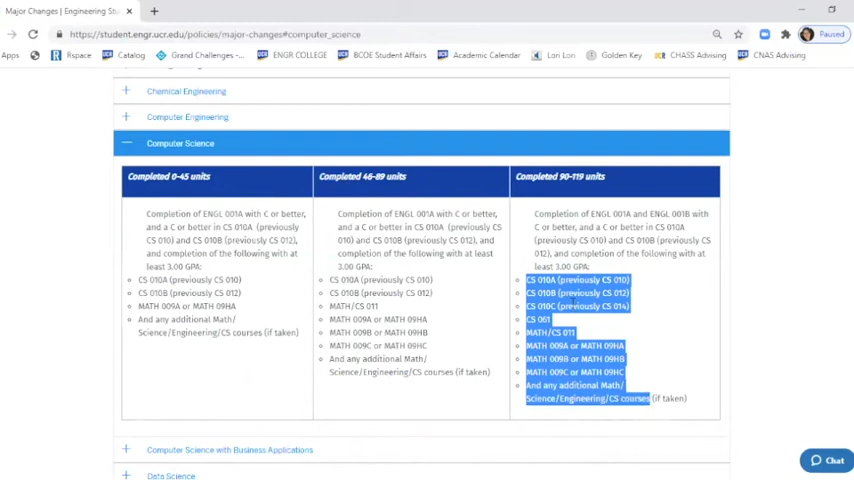 Major Changes | Engineering Stu
https://student.engr.ucr.edu/policies/major-changes#computer_science
Paused
Apps
Rspace
Catalog
Grand Challenges -...
ENGR COLLEGE
BCOE Student Affairs
Academic Calendar
Lori Lori
Golden Key
CHASS Advising
CNAS Advising
Chemical Engineering
Computer Engineering
Computer Science
Completed 0-45 units
Completion of ENGL 001A with C or better,
and a C or better in CS 010A (previously
CS 010) and CS 010B (previously CS 012),
and completion of the following with at
least 3.00 GPA:
CS 010A (previously CS 010)
CS 010B (previously CS 012)
MATH 009A or MATH 09HA
And any additional Math/
Science/Engineering/CS courses (if taken)
Completed 46-89 units
Completion of ENGL 001A with C or better,
and a C or better in CS 010A (previously CS
010) and CS 010B (previously CS 012), and
completion of the following with at least
3.00 GPA:
CS 010A (previously CS 010)
CS 010B (previously CS 012)
MATH/CS 011
MATH 009A or MATH 09HA
MATH 009B or MATH 09HB
MATH 009C or MATH 09HC
And any additional Math/
Science/Engineering/CS courses (if taken)
Completed 90-119 units
Completion of ENGL 001A and ENGL 001B with
C or better, and a C or better in CS 010A
(previously CS 010) and CS 010B (previously CS
012), and completion of the following with at
least 3.00 GPA:
CS 010A (previously CS 010)
CS 010B (previously CS 012)
CS 010C (previously CS 014)
CS 061
MATH/CS 011
MATH 009A or MATH 09HA
MATH 009B or MATH 09HB
MATH 009C or MATH 09HC
And any additional Math/
Science/Engineering/CS courses (if taken)
Computer Science with Business Applications
Data Science
Chat